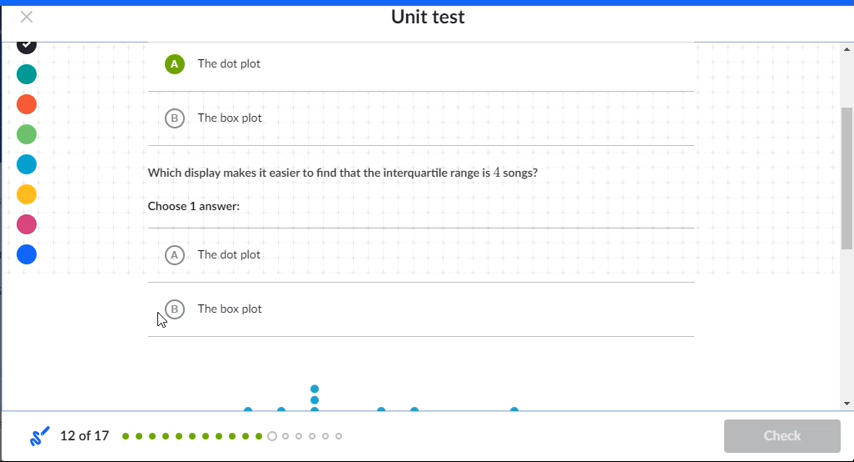 Unit test
A The dot plot
B The box plot
Which display makes it easier to find that the interquartile range is 4 songs?
Choose 1 answer:
A The dot plot
B The box plot
12 of 17
Check